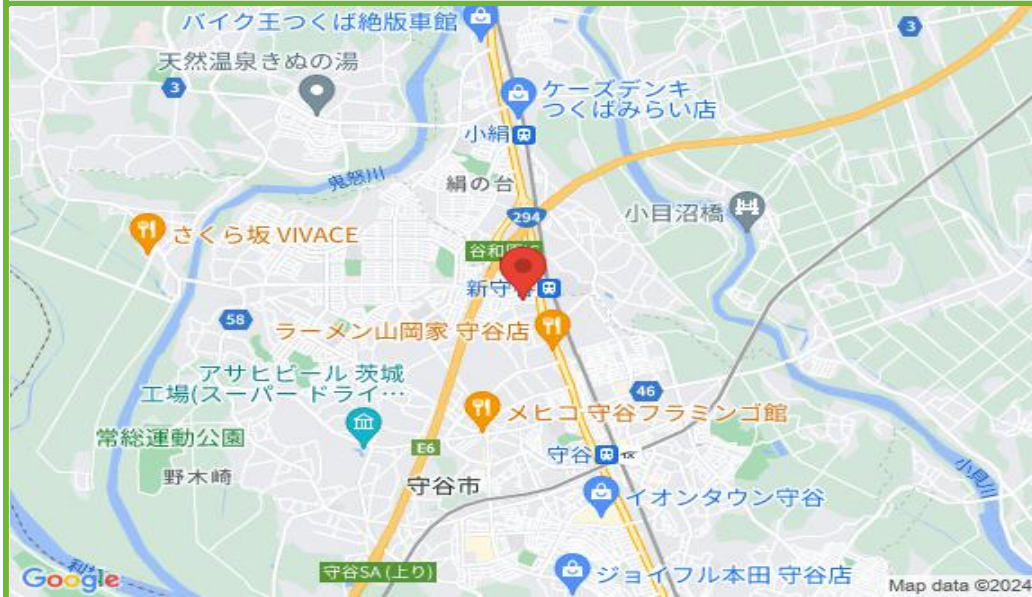 バイク王つくば絶版車館
3
天然温泉きぬの湯
3
ケーズデンキ
つくばみらい店
小絹
鬼怒川
絹の台
294
小目沼橋
さくら坂 VIVACE
谷和原IC
新守谷
58
ラーメン山岡家 守谷店
アサヒビール 茨城
工場(スーパー ドライ…
46
メヒコ 守谷フラミンゴ館
常総運動公園
E6
守谷
野木崎
守谷市
小貝川
イオンタウン守谷
守谷SA (上り)
ジョイフル本田 守谷店
Google
Map data ©2024